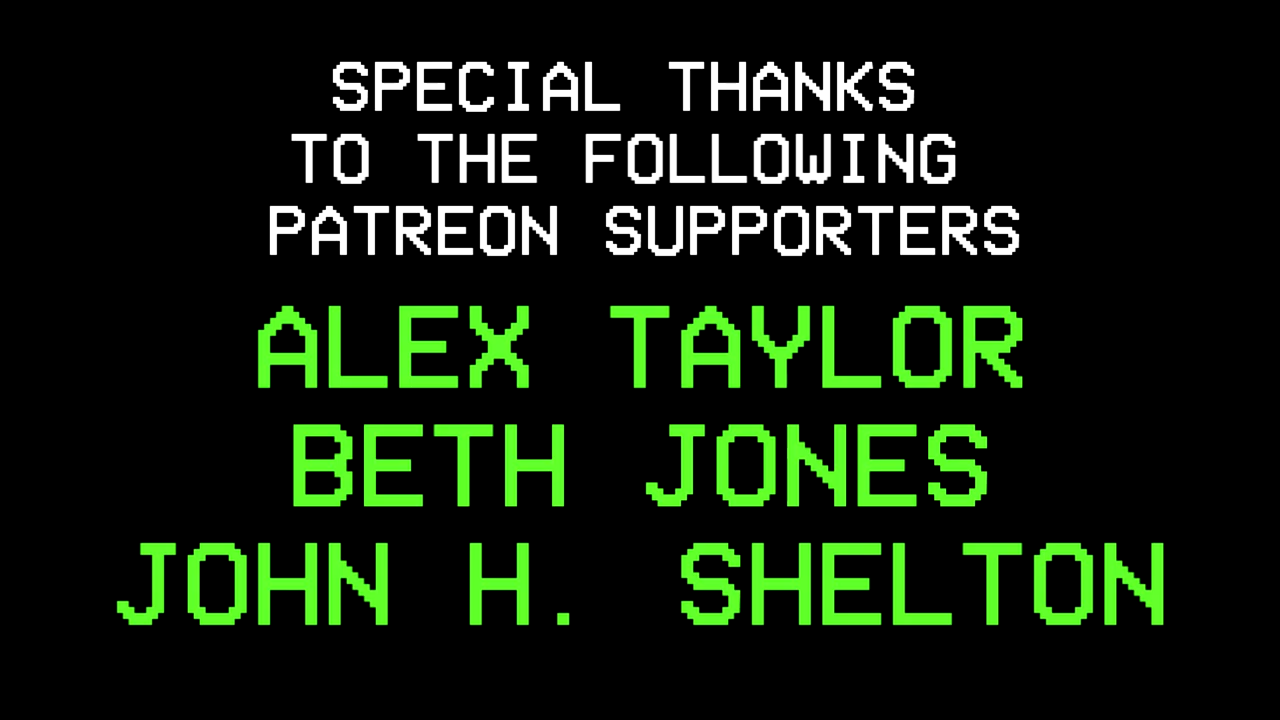 SPECIAL THANKS
TO THE FOLLOWING
PATREON SUPPORTERS
ALEX TAYLOR
BETH JONES
JOHN H. SHELTON